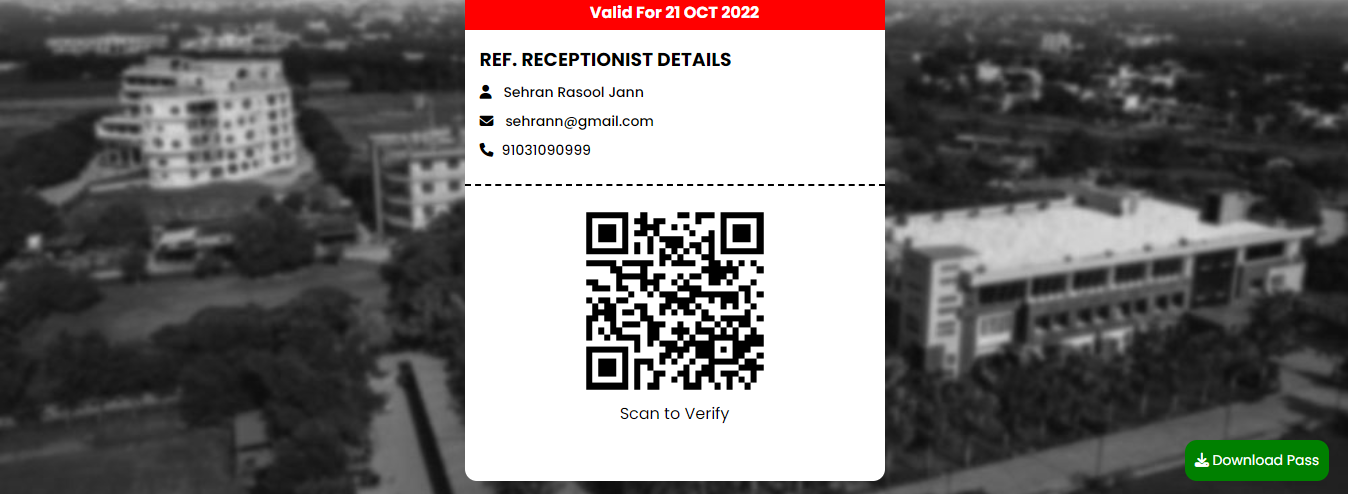 Valid For 21 OCT 2022
REF. RECEPTIONIST DETAILS
Sehran Rasool Jann
sehrann@gmail.com
91031090999
Scan to Verify
Download Pass